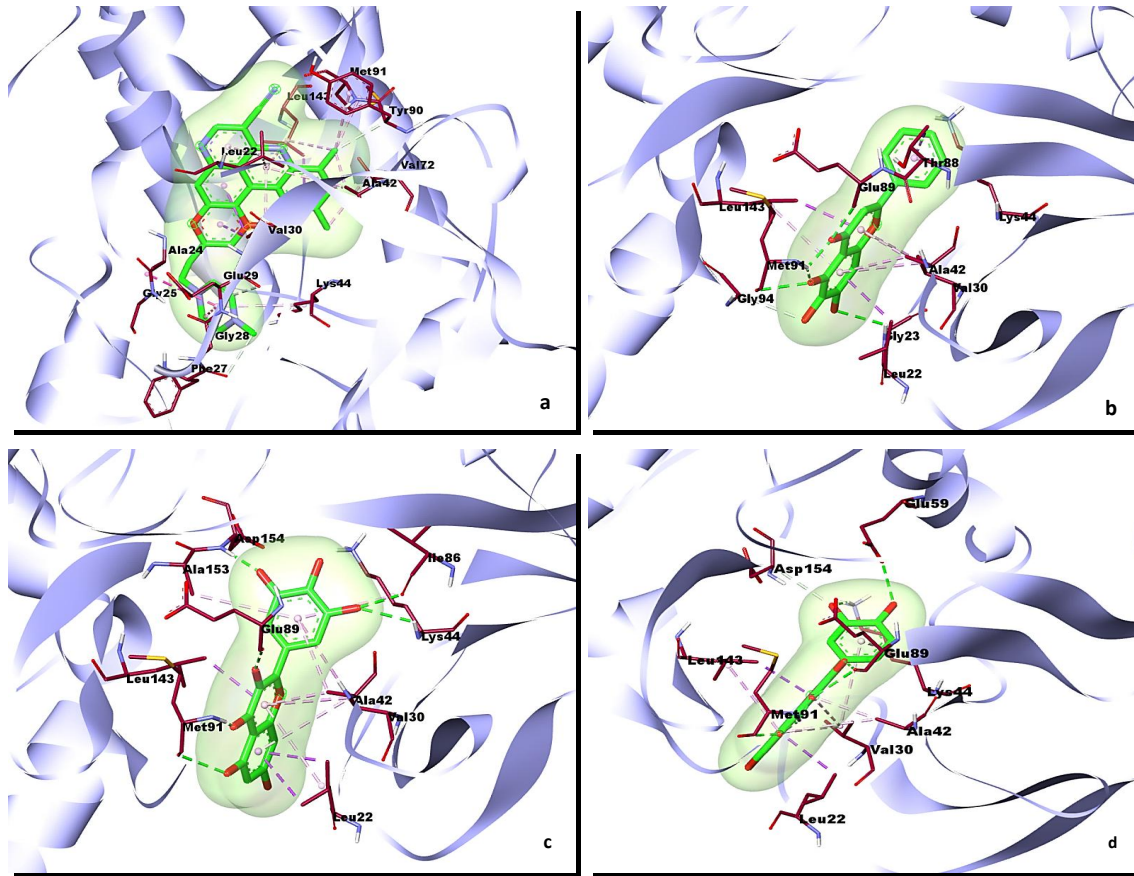 Met91
Leu143
Tyr90
Leu22
Val72
Ala42
Val30
Ala24
Glu29
Lys44
Gly25
Gly28
Phe27
a
Thr88
Glu89
Leu143
Lys44
Met91
Ala42
Gly94
Val30
Gly23
Leu22
b
Asp154
Ile86
Ala153
Glu89
Lys44
Leu143
Ala42
Val30
Met91
Leu22
c
Glu59
Asp154
Glu89
Leu143
Lys44
Met91
Ala42
Val30
Leu22
d